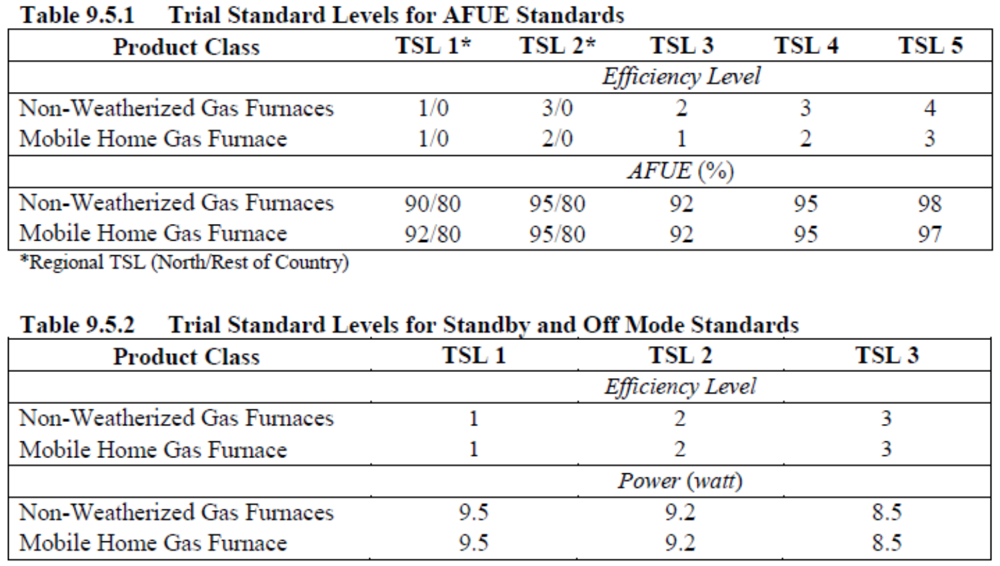 Table 9.5.1 Trial Standard Levels for AFUE Standards
Product Class TSL 1* TSL 2* TSL 3 TSL 4 TSL 5
Efficiency Level
Non-Weatherized Gas Furnaces 1/0 3/0 2 3 4
Mobile Home Gas Furnace 1/0 2/0 1 2 3
AFUE (%)
Non-Weatherized Gas Furnaces 90/80 95/80 92 95 98
Mobile Home Gas Furnace 92/80 95/80 92 95 97
*Regional TSL (North/Rest of Country)
Table 9.5.2 Trial Standard Levels for Standby and Off Mode Standards
Product Class TSL 1 TSL 2 TSL 3
Efficiency Level
Non-Weatherized Gas Furnaces 1 2 3
Mobile Home Gas Furnace 1 2 3
Power (watt)
Non-Weatherized Gas Furnaces 9.5 9.2 8.5
Mobile Home Gas Furnace 9.5 9.2 8.5